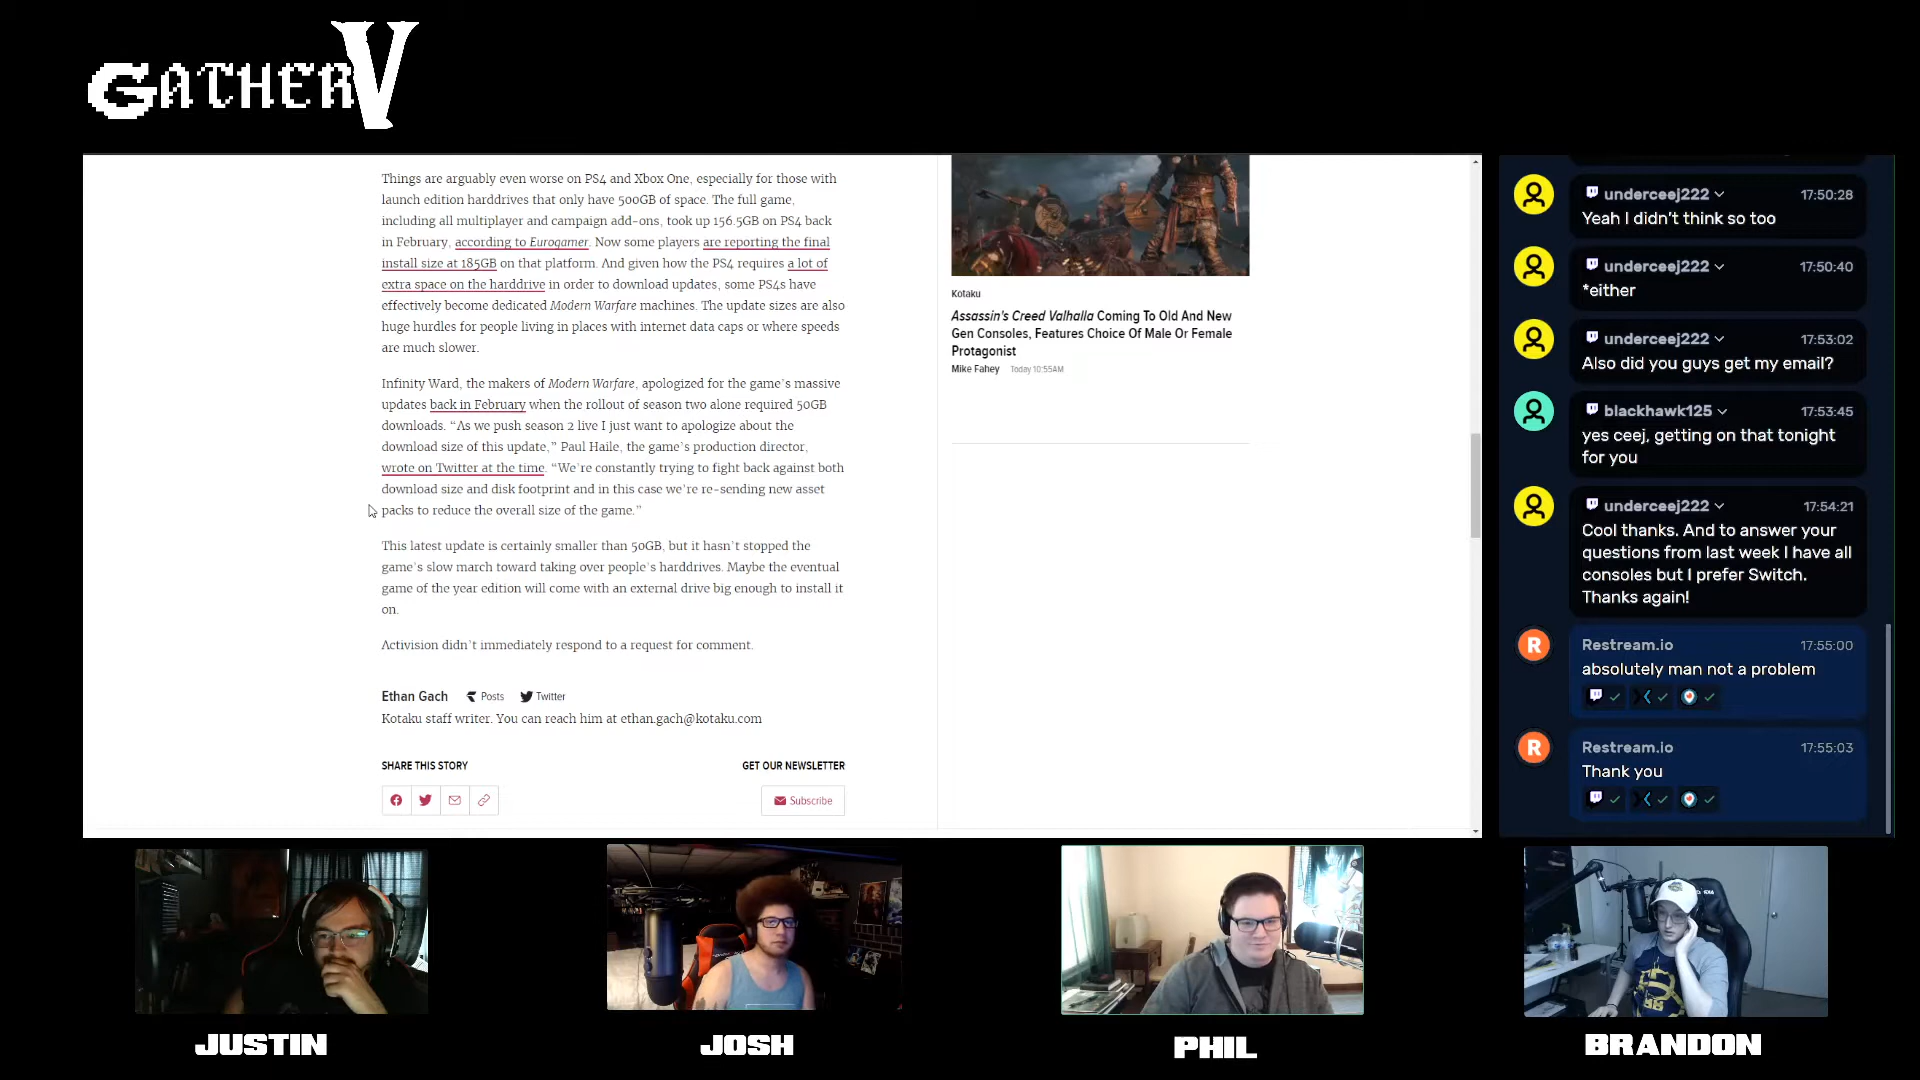 GATHER V
Things are arguably even worse on PS4 and Xbox One, especially for those with
launch edition harddrives that only have 500GB of space. The full game,
including all multiplayer and campaign add-ons, took up 156.5GB on PS4 back
in February, according to Eurogamer. Now some players are reporting the final
install size at 185GB on that platform. And given how the PS4 requires a lot of
extra space on the harddrive in order to download updates, some PS4s have
effectively become dedicated Modern Warfare machines. The update sizes are also
huge hurdles for people living in places with internet data caps or where speeds
are much slower.
Infinity Ward, the makers of Modern Warfare, apologized for the game's massive
updates back in February when the rollout of season two alone required 50GB
downloads. “As we push season 2 live I just want to apologize about the
download size of this update,” Paul Haile, the game's production director,
wrote on Twitter at the time. “We're constantly trying to fight back against both
download size and disk footprint and in this case we're re-sending new asset
packs to reduce the overall size of the game.”
This latest update is certainly smaller than 50GB, but it hasn't stopped the
game's slow march toward taking over people's harddrives. Maybe the eventual
game of the year edition will come with an external drive big enough to install it
on.
Activision didn't immediately respond to a request for comment.
Ethan Gach Posts Twitter
Kotaku staff writer. You can reach him at ethan.gach@kotaku.com
SHARE THIS STORY
GET OUR NEWSLETTER
Subscribe
Kotaku
Assassin's Creed Valhalla Coming To Old And New
Gen Consoles, Features Choice Of Male Or Female
Protagonist
Mike Fahey Today 10:55AM
underceej222 17:50:28
Yeah I didn't think so too
underceej222 17:50:40
*either
underceej222 17:53:02
Also did you guys get my email?
blackhawk125 17:53:45
yes ceej, getting on that tonight
for you
underceej222 17:54:21
Cool thanks. And to answer your
questions from last week I have all
consoles but I prefer Switch.
Thanks again!
R
Restream.io 17:55:00
absolutely man not a problem
R
Restream.io 17:55:03
Thank you
JUSTIN
JOSH
PHIL
BRANDON